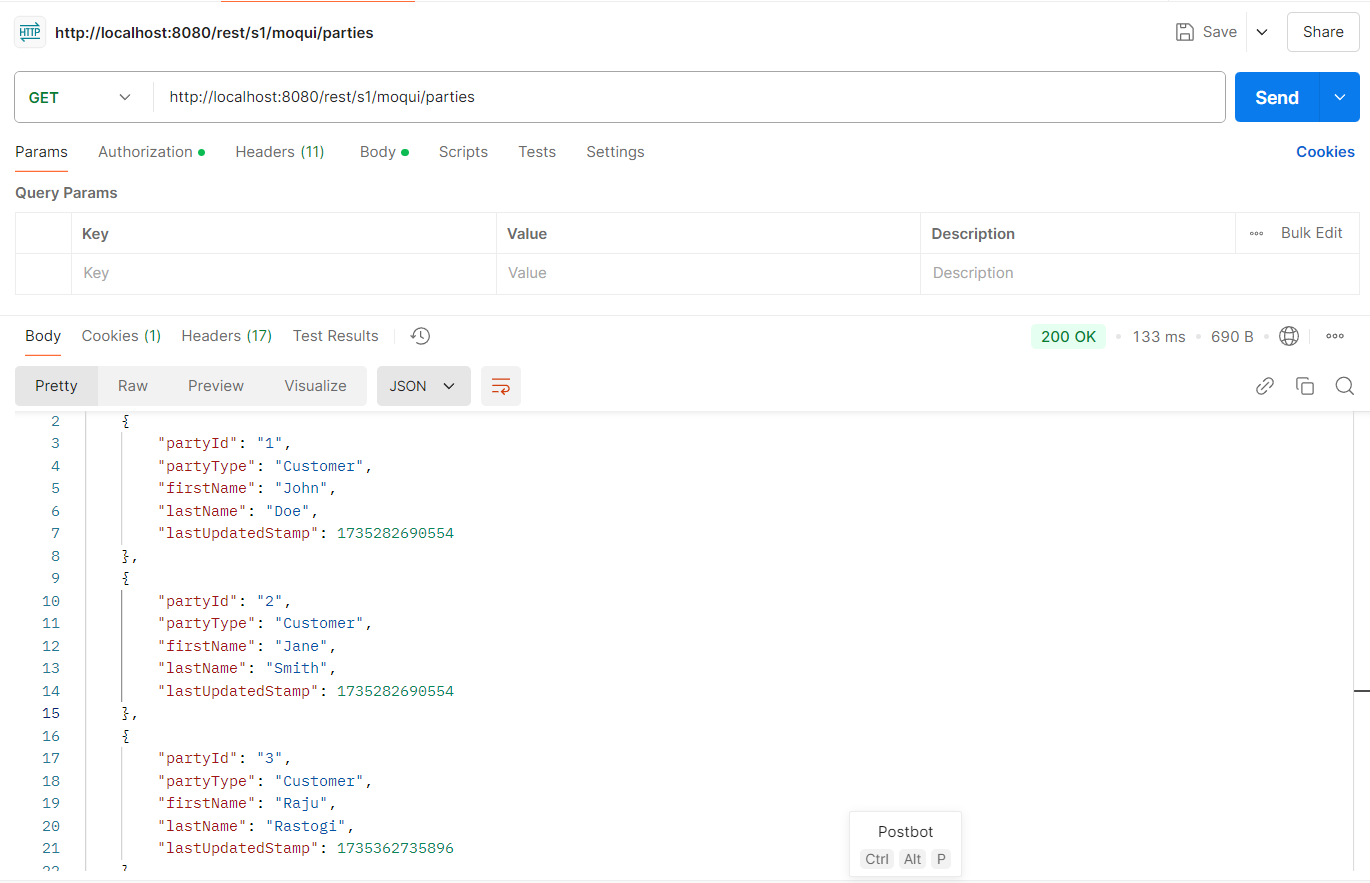 HTTP http://localhost:8080/rest/s1/moqui/parties Save Share
GET http://localhost:8080/rest/s1/moqui/parties Send
Params Authorization Headers (11) Body Scripts Tests Settings Cookies
Query Params
Key Value Description Bulk Edit
Key Value Description
Body Cookies (1) Headers (17) Test Results 200 OK 133 ms 690 B
Pretty Raw Preview Visualize JSON
2 {
3 "partyId": "1",
4 "partyType": "Customer",
5 "firstName": "John",
6 "lastName": "Doe",
7 "lastUpdatedStamp": 1735282690554
8 },
9 {
10 "partyId": "2",
11 "partyType": "Customer",
12 "firstName": "Jane",
13 "lastName": "Smith",
14 "lastUpdatedStamp": 1735282690554
15 },
16 {
17 "partyId": "3",
18 "partyType": "Customer",
19 "firstName": "Raju",
20 "lastName": "Rastogi",
21 "lastUpdatedStamp": 1735362735896
22 }
Postbot
Ctrl Alt P